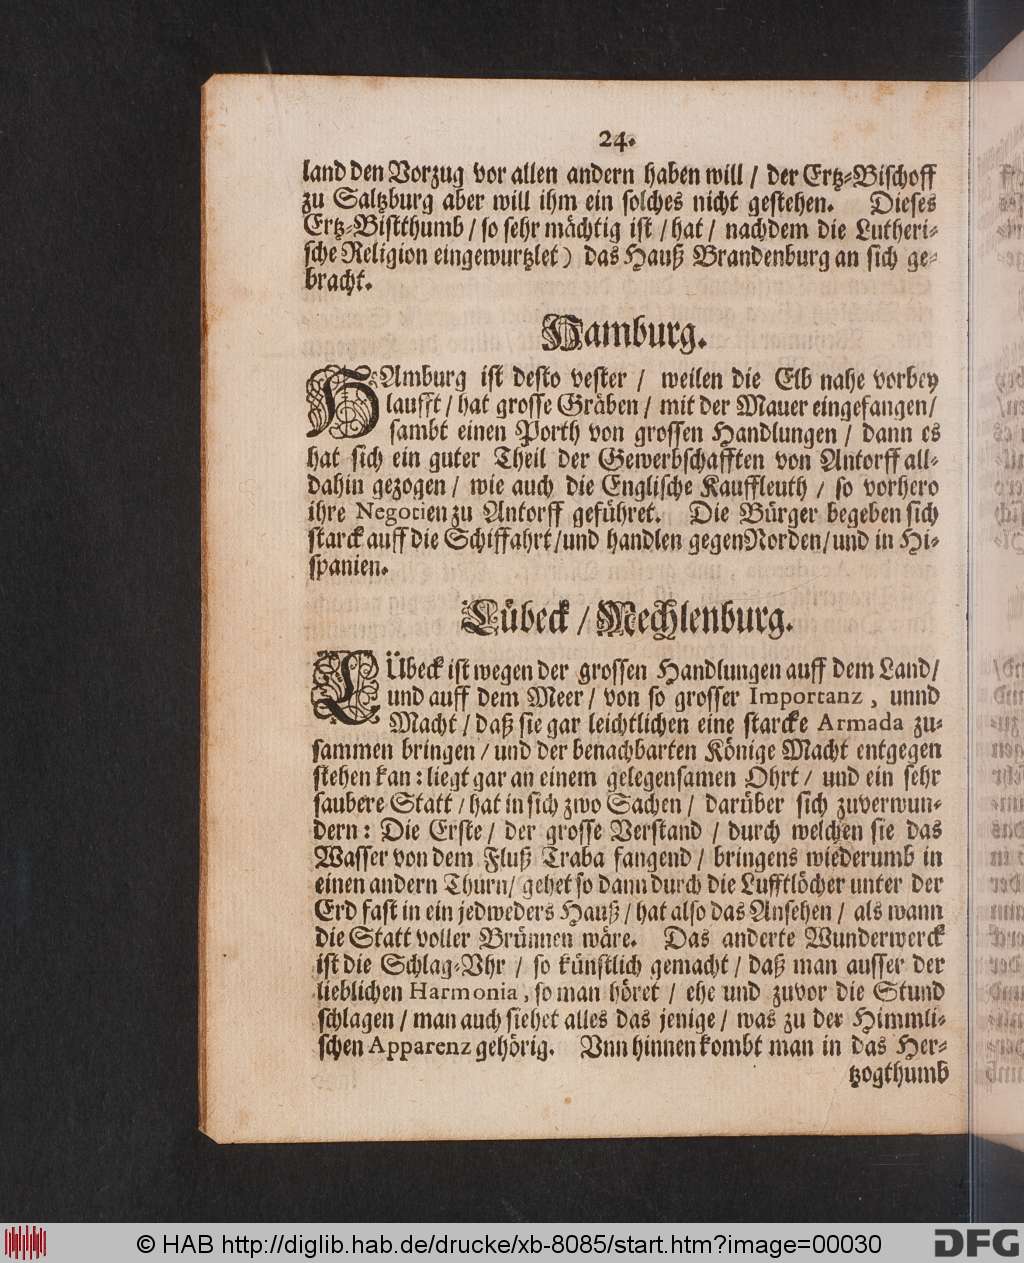 24.
land den Vorzug vor allen andern haben will / der Ertz-Bischoff
zu Saltzburg aber will ihm ein solches nicht gestehen. Dieses
Ertz-Bistthumb / so sehr mächtig ist / hat / nachdem die Lutheri-
sche Religion eingewurtzlet) das Hauß Brandenburg an sich ge-
bracht.
Hamburg.
HAmburg ist desto vester / weilen die Elb nahe vorbey
laufft / hat grosse Gräben / mit der Mauer eingefangen/
sambt einen Porth von grossen Handlungen / dann es
hat sich ein guter Theil der Gewerbschafften von Antorff all-
dahin gezogen / wie auch die Englische Kauffleuth / so vorhero
ihre Negotien zu Antorff geführet. Die Bürger begeben sich
starck auff die Schiffahrt /und handlen gegen Norden/und in Hi-
spanien.
Lübeck / Mechlenburg.
LÜbeck ist wegen der grossen Handlungen auff dem Land/
und auff dem Meer / von so grosser Importanz, unnd
Macht / daß sie gar leichtlichen eine starcke Armada zu-
sammen bringen / und der benachbarten Könige Macht entgegen
stehen kan : liegt gar an einem gelegensamen Ohrt / und ein sehr
saubere Statt / hat in sich zwo Sachen / darüber sich zuverwun-
dern : Die Erste / der grosse Verstand / durch welchen sie das
Wasser von dem Fluß Traba fangend / bringens wiederumb in
einen andern Thurn/ gehet so dann durch die Lufftlöcher unter der
Erd fast in ein jedweders Hauß / hat also das Ansehen / als wann
die Statt voller Brünnen wäre. Das anderte Wunderwerck
ist die Schlag-Vhr / so künstlich gemacht / daß man ausser der
lieblichen Harmonia, so man höret / ehe und zuvor die Stund
schlagen / man auch siehet alles das jenige / was zu der Himmli-
schen Apparenz gehörig. Vnn hinnen kombt man in das Her-
tzogthumb
© HAB http://diglib.hab.de/drucke/xb-8085/start.htm?image=00030
DFG